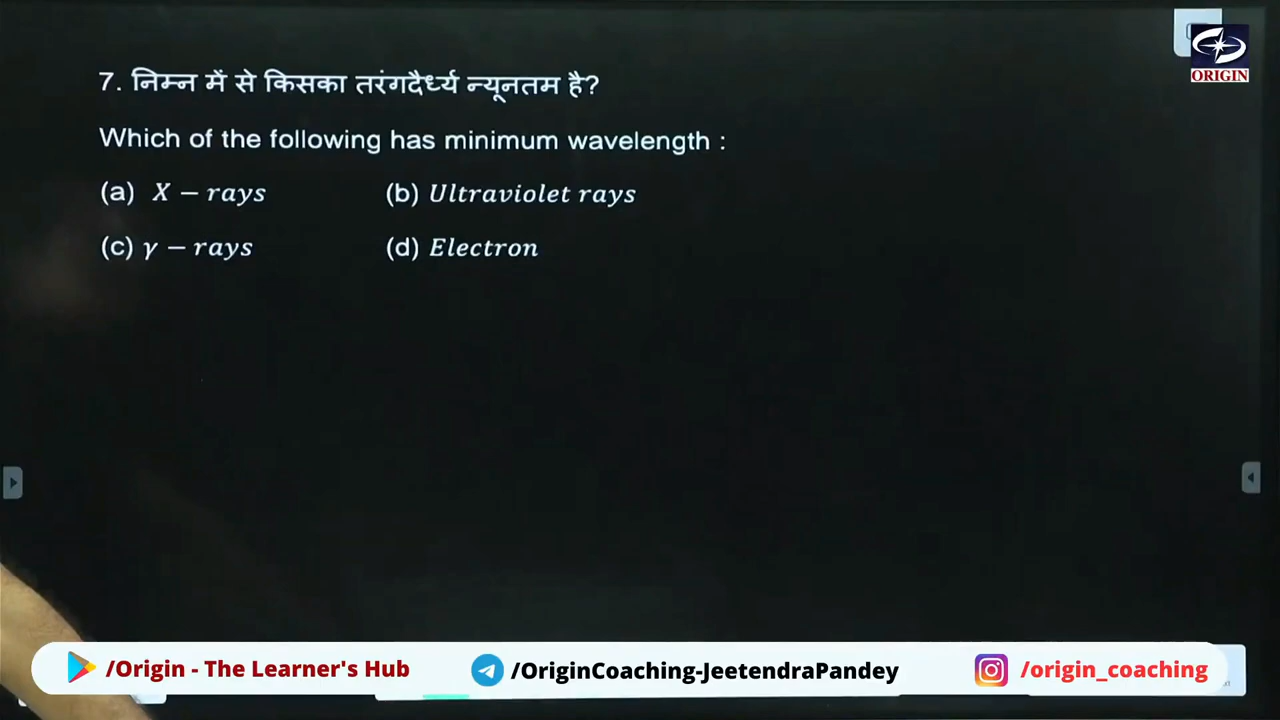 ORIGIN
7. निम्न में से किसका तरंगदैर्ध्य न्यूनतम है?
Which of the following has minimum wavelength :
(a) X − rays (b) Ultraviolet rays
(c) γ − rays (d) Electron
/Origin - The Learner's Hub /OriginCoaching-JeetendraPandey /origin_coaching